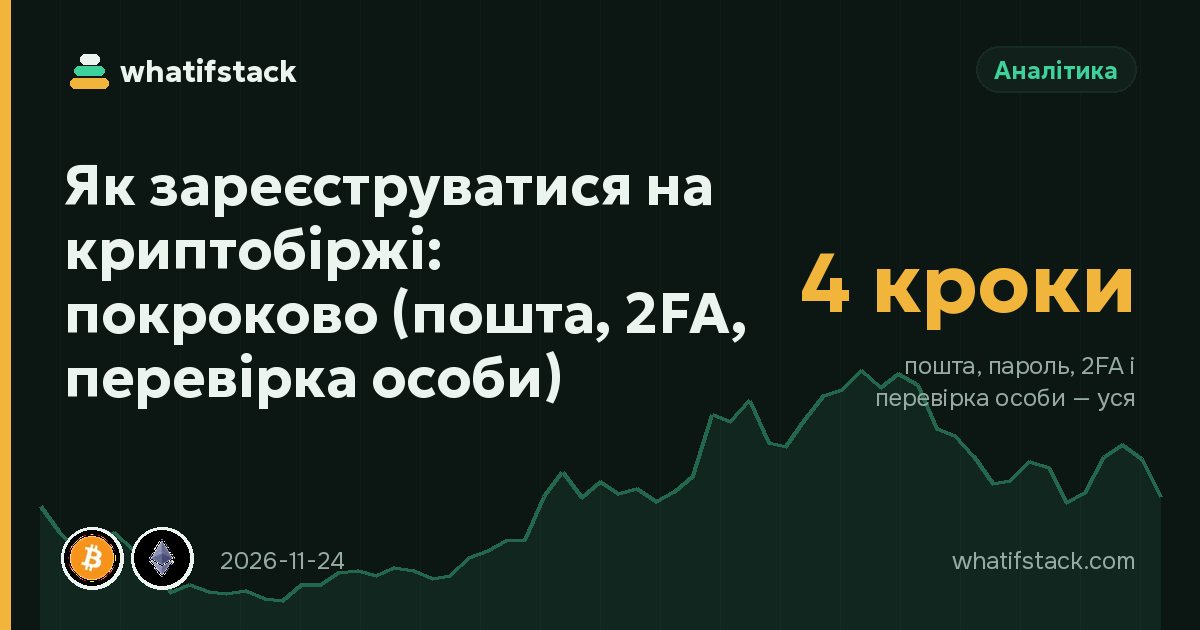 whatifstack
Аналітика
Як зареєструватися на
криптобіржі:
покроково (пошта, 2FA,
перевірка особи)
4 кроки
пошта, пароль, 2FA і
перевірка особи — уся
2026-11-24
whatifstack.com